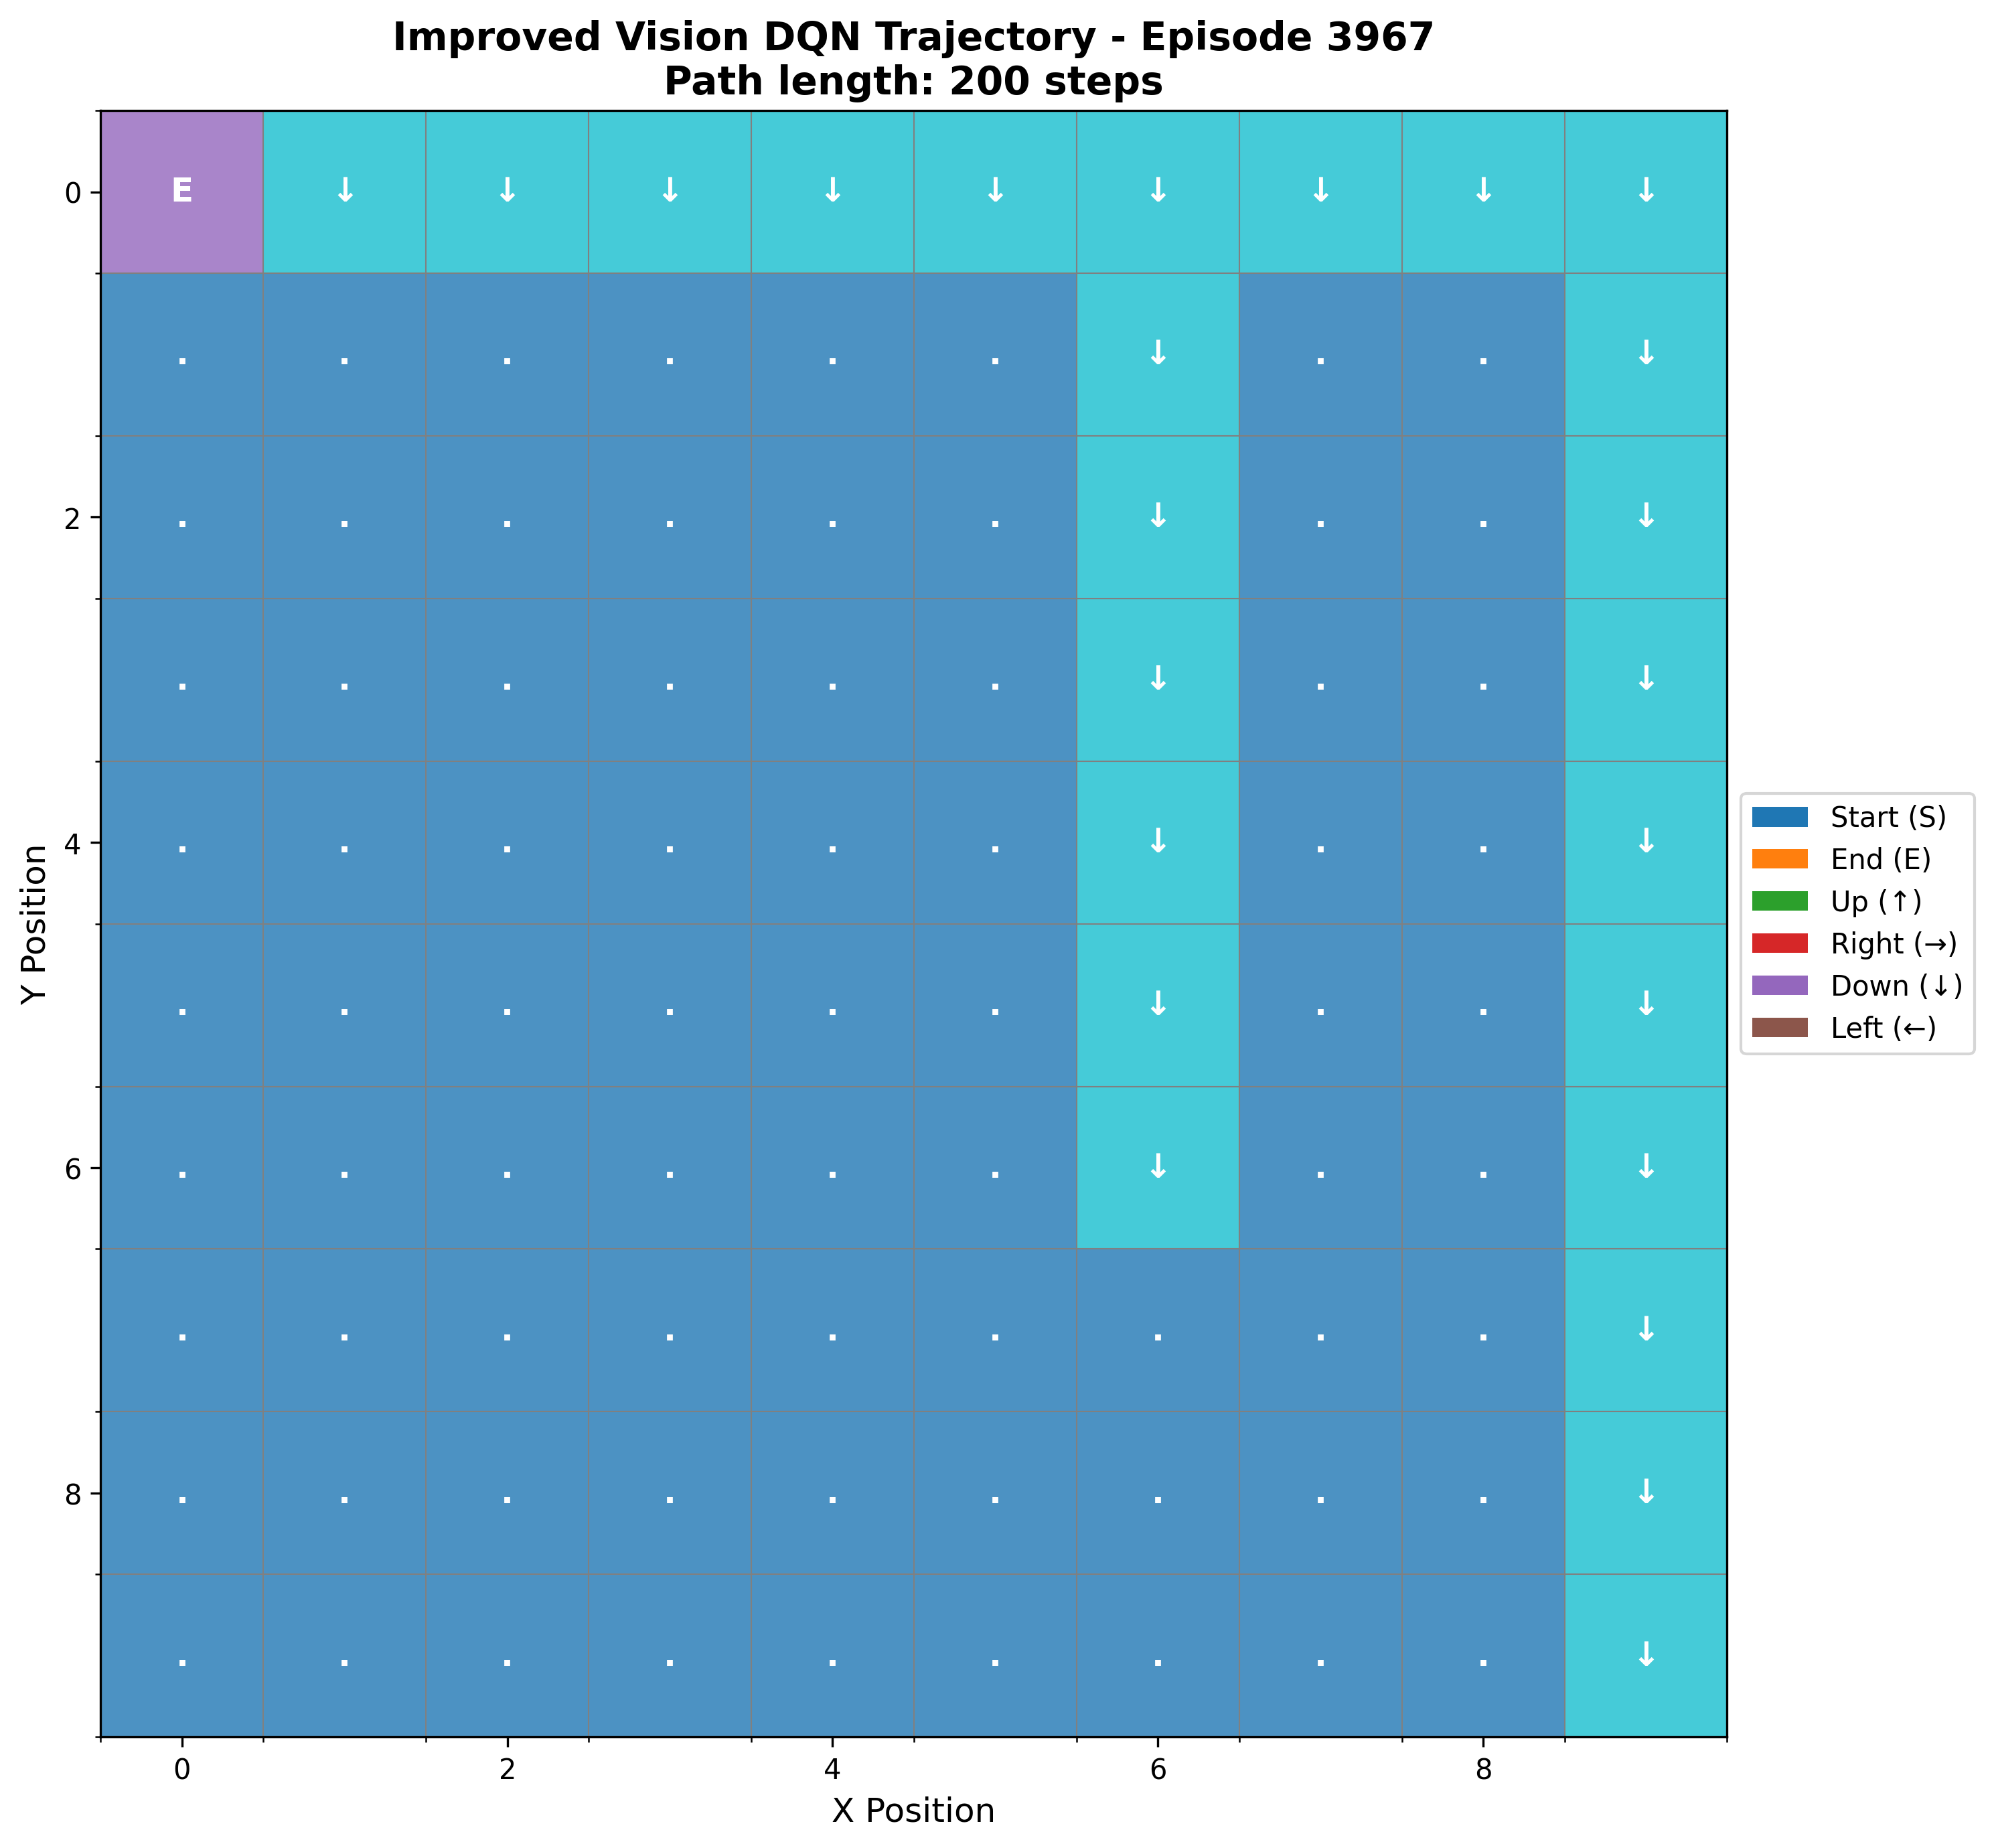 Improved Vision DQN Trajectory - Episode 3967
Path length: 200 steps
E ↓ ↓ ↓ ↓ ↓ ↓ ↓ ↓ ↓
. . . . . . ↓ . . ↓
. . . . . . ↓ . . ↓
. . . . . . ↓ . . ↓
. . . . . . ↓ . . ↓
. . . . . . ↓ . . ↓
. . . . . . ↓ . . ↓
. . . . . . . . . ↓
. . . . . . . . . ↓
. . . . . . . . . ↓
0
2
4
6
8
Y Position
0 2 4 6 8
X Position
Start (S)
End (E)
Up (↑)
Right (→)
Down (↓)
Left (←)